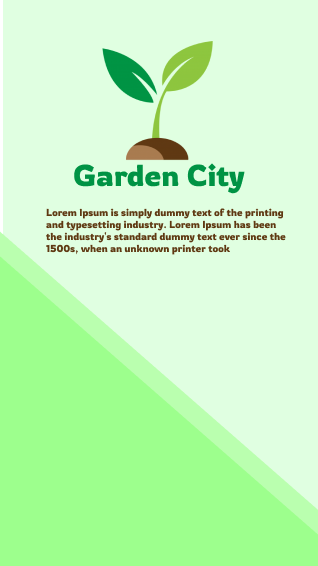 Garden City
Lorem Ipsum is simply dummy text of the printing
and typesetting industry. Lorem Ipsum has been
the industry's standard dummy text ever since the
1500s, when an unknown printer took